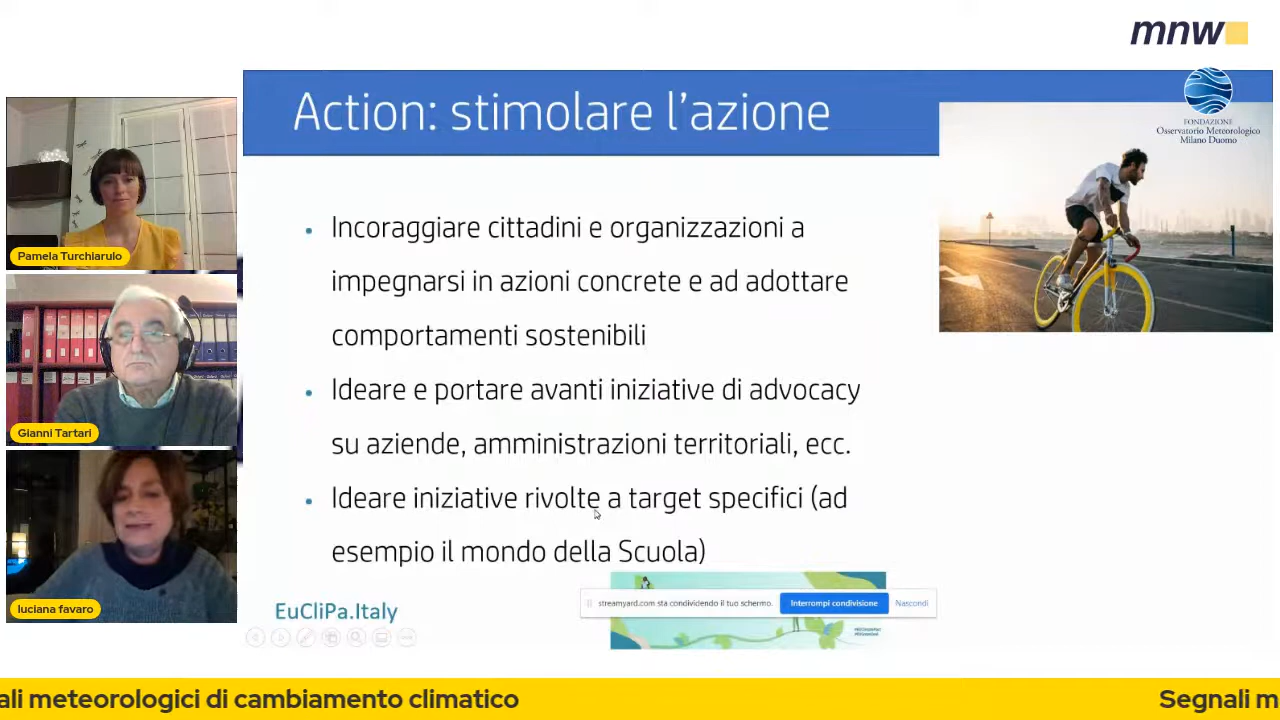 mnw
Action: stimolare l'azione
FONDAZIONE
Osservatorio Meteorologico
Milano Duomo
Pamela Turchiarulo
Gianni Tartari
luciana favaro
• Incoraggiare cittadini e organizzazioni a
impegnarsi in azioni concrete e ad adottare
comportamenti sostenibili
• Ideare e portare avanti iniziative di advocacy
su aziende, amministrazioni territoriali, ecc.
• Ideare iniziative rivolte a target specifici (ad
esempio il mondo della Scuola)
EuCliPa.Italy
streamyard.com sta condividendo il tuo schermo.
Interrompi condivisione
Nascondi
ali meteorologici di cambiamento climatico
Segnali m